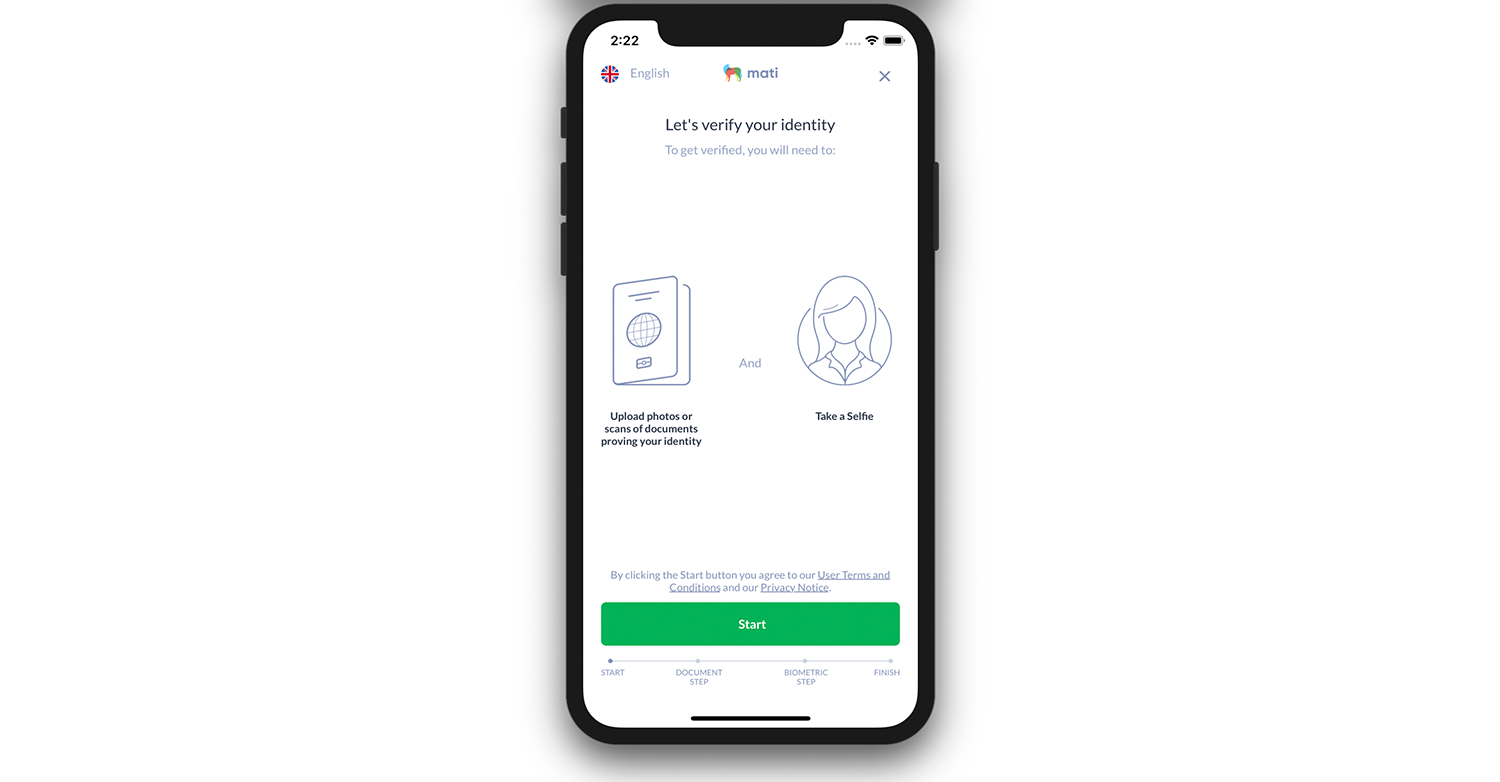 2:22
English
mati
Let's verify your identity
To get verified, you will need to:
And
Upload photos or
scans of documents
proving your identity
Take a Selfie
By clicking the Start button you agree to our User Terms and
Conditions and our Privacy Notice.
Start
START
DOCUMENT
STEP
BIOMETRIC
STEP
FINISH